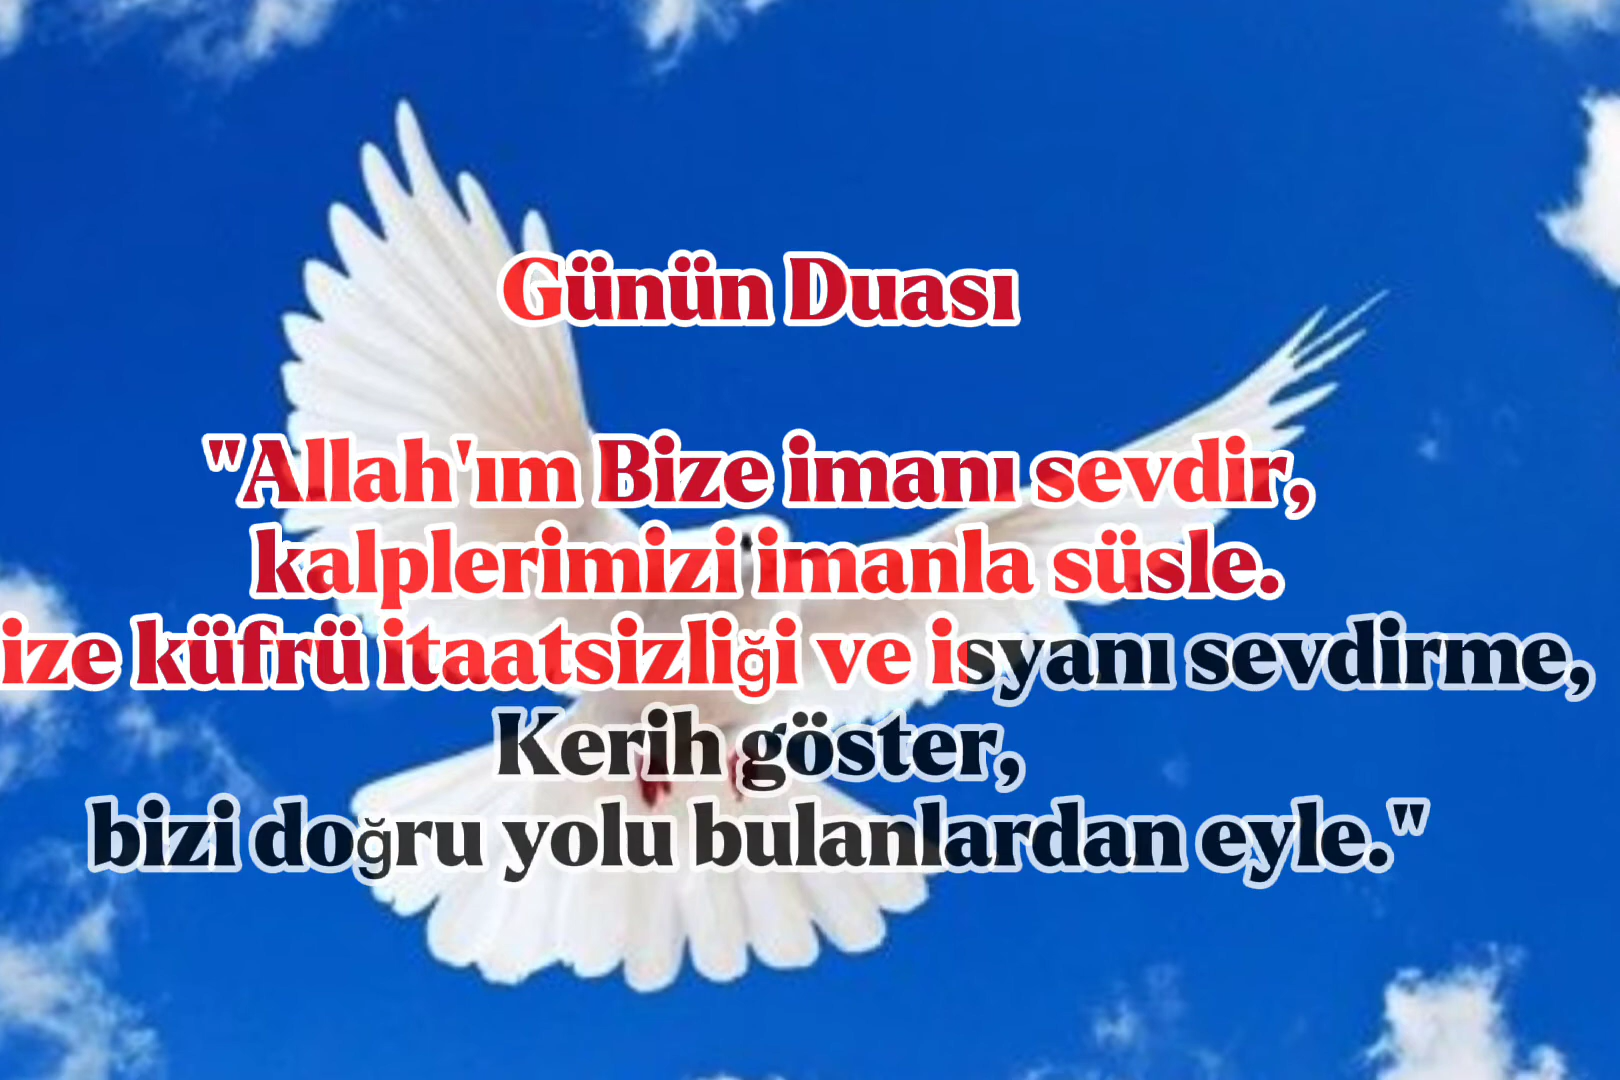 Günün Duası
"Allah'ım Bize imanı sevdir,
kalplerimizi imanla süsle.
ize küfrü itaatsizliği ve isyanı sevdirme,
Kerih göster,
bizi doğru yolu bulanlardan eyle."